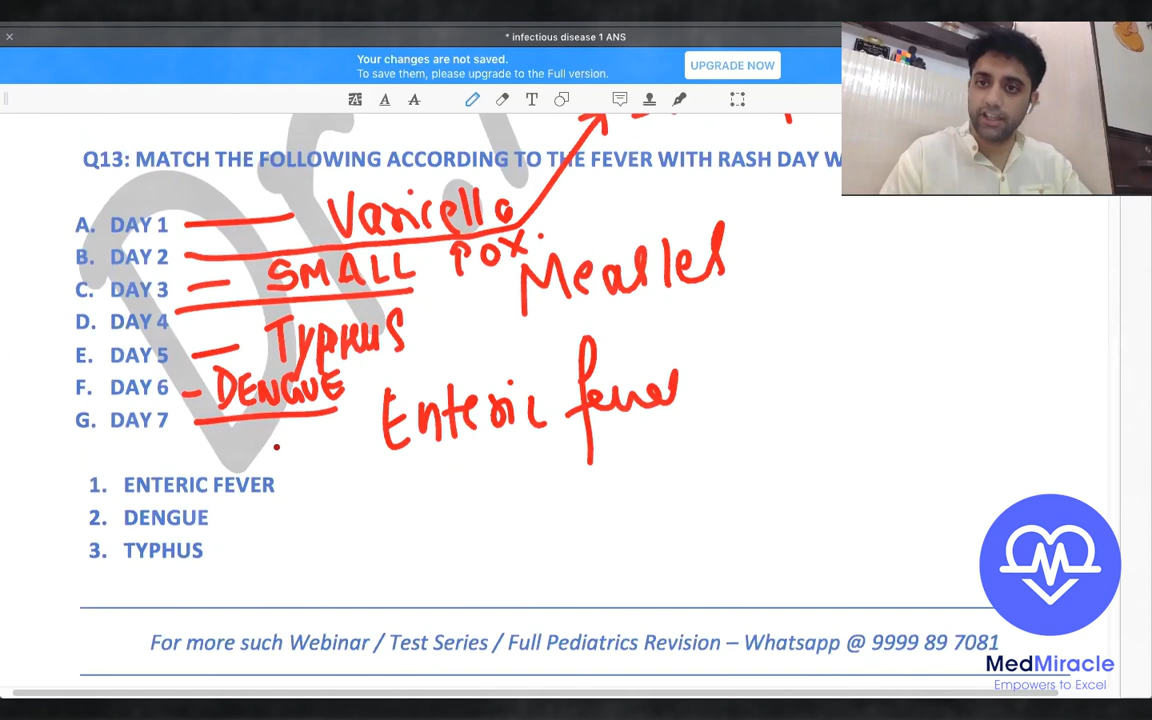 * infectious disease 1 ANS
Your changes are not saved.
To save them, please upgrade to the Full version.
UPGRADE NOW
Q13: MATCH THE FOLLOWING ACCORDING TO THE FEVER WITH RASH DAY W
A. DAY 1 Varicella
B. DAY 2
C. DAY 3 SMALL POX. Measles
D. DAY 4
E. DAY 5 TYPHUS
F. DAY 6 - DENGUE
G. DAY 7 Enteric fever
1. ENTERIC FEVER
2. DENGUE
3. TYPHUS
For more such Webinar / Test Series / Full Pediatrics Revision – Whatsapp @ 9999 89 7081
MedMiracle
Empowers to Excel